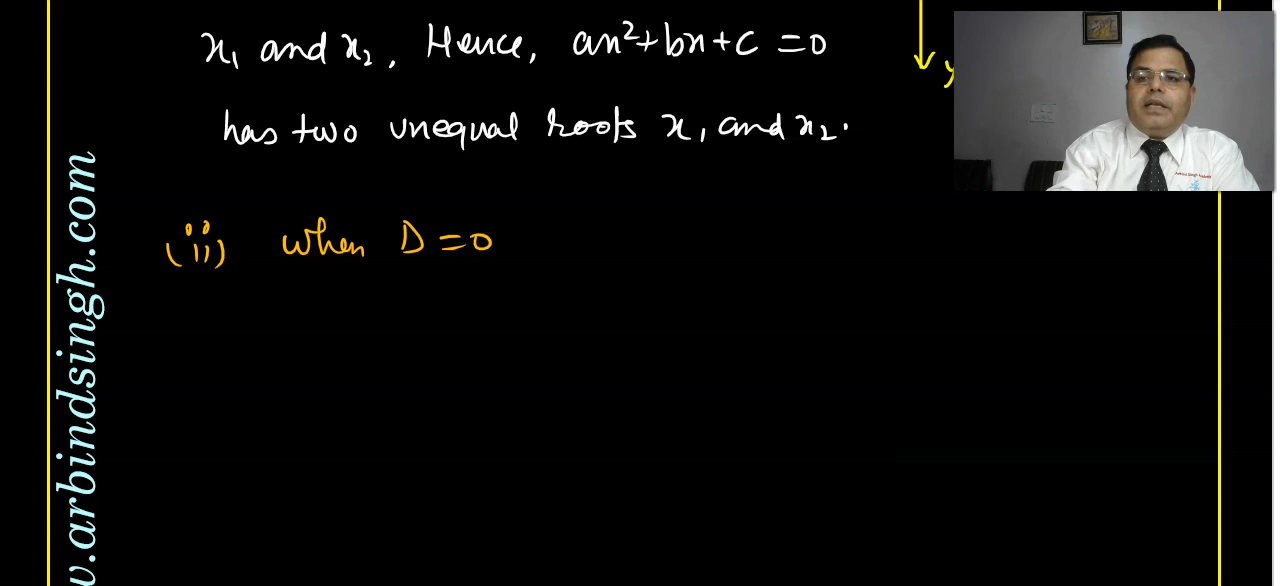 x₁ and x₂. Hence, ax²+bx+c =0
has two unequal roots x₁ and x₂.
(ii) when D=0
w.arbindsingh.com
y